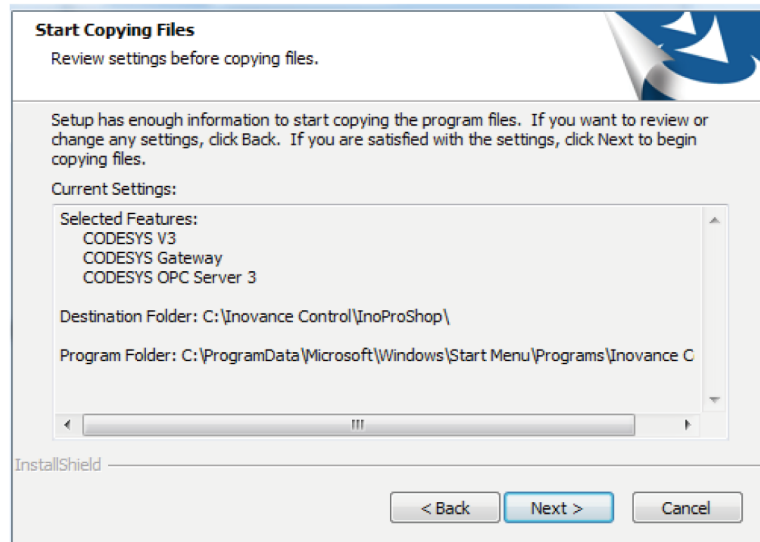 Start Copying Files
Review settings before copying files.
Setup has enough information to start copying the program files. If you want to review or
change any settings, click Back. If you are satisfied with the settings, click Next to begin
copying files.
Current Settings:
Selected Features:
CODESYS V3
CODESYS Gateway
CODESYS OPC Server 3
Destination Folder: C:\Inovance Control\InoProShop\
Program Folder: C:\ProgramData\Microsoft\Windows\Start Menu\Programs\Inovance C
InstallShield
< Back Next > Cancel